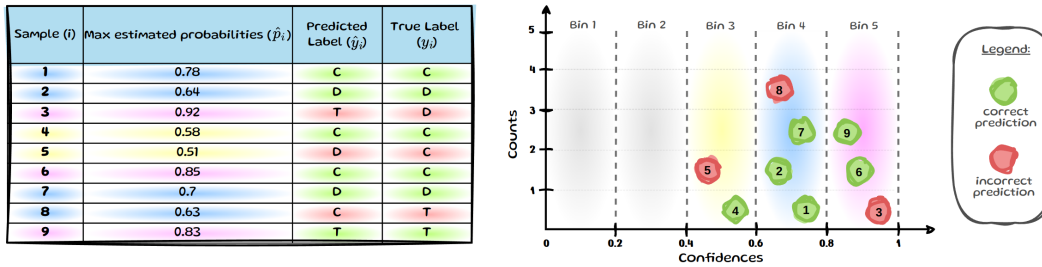 Sample (i) Max estimated probabilities (p̂ᵢ) Predicted Label (ŷᵢ) True Label (yᵢ)
1 0.78 C C
2 0.64 D D
3 0.92 T D
4 0.58 C C
5 0.51 D C
6 0.85 C C
7 0.7 D D
8 0.63 C T
9 0.83 T T
Bin 1 Bin 2 Bin 3 Bin 4 Bin 5
Counts
5
4
3
2
1
8
7 9
5 2 6
4 1 3
0 0.2 0.4 0.6 0.8 1
Confidences
Legend:
correct
prediction
incorrect
prediction